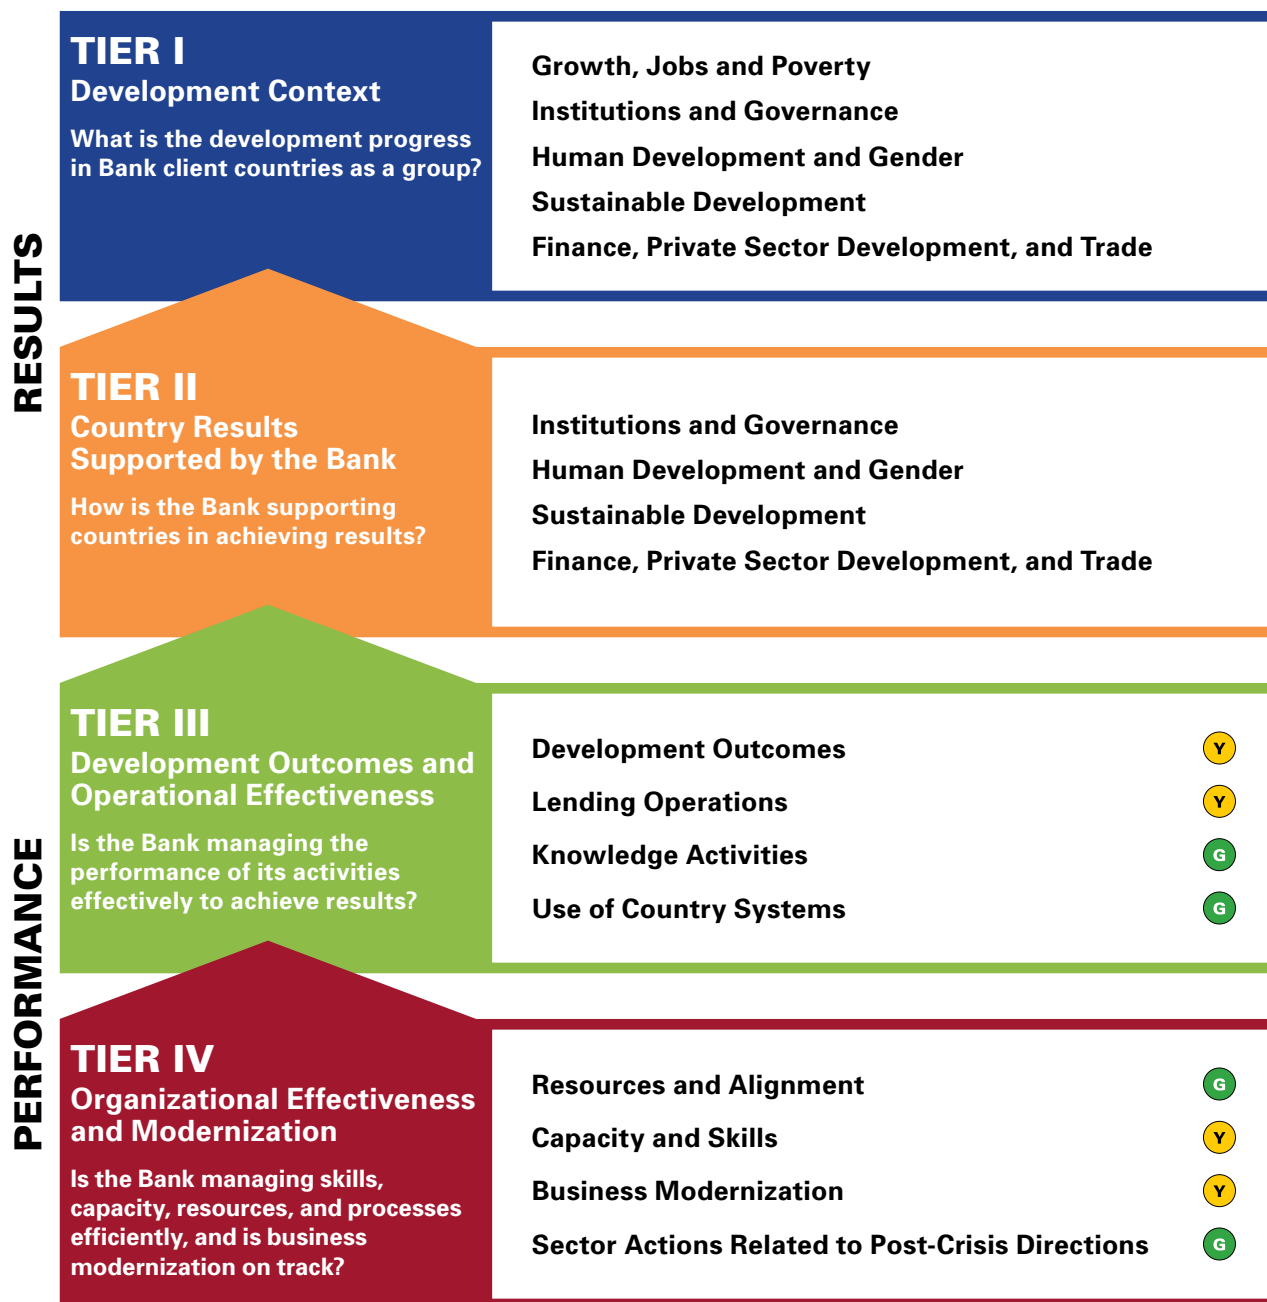 RESULTS
TIER I
Development Context
What is the development progress
in Bank client countries as a group?
Growth, Jobs and Poverty
Institutions and Governance
Human Development and Gender
Sustainable Development
Finance, Private Sector Development, and Trade
TIER II
Country Results
Supported by the Bank
How is the Bank supporting
countries in achieving results?
Institutions and Governance
Human Development and Gender
Sustainable Development
Finance, Private Sector Development, and Trade
PERFORMANCE
TIER III
Development Outcomes and
Operational Effectiveness
Is the Bank managing the
performance of its activities
effectively to achieve results?
Development Outcomes Y
Lending Operations Y
Knowledge Activities G
Use of Country Systems G
TIER IV
Organizational Effectiveness
and Modernization
Is the Bank managing skills,
capacity, resources, and processes
efficiently, and is business
modernization on track?
Resources and Alignment G
Capacity and Skills Y
Business Modernization Y
Sector Actions Related to Post-Crisis Directions G